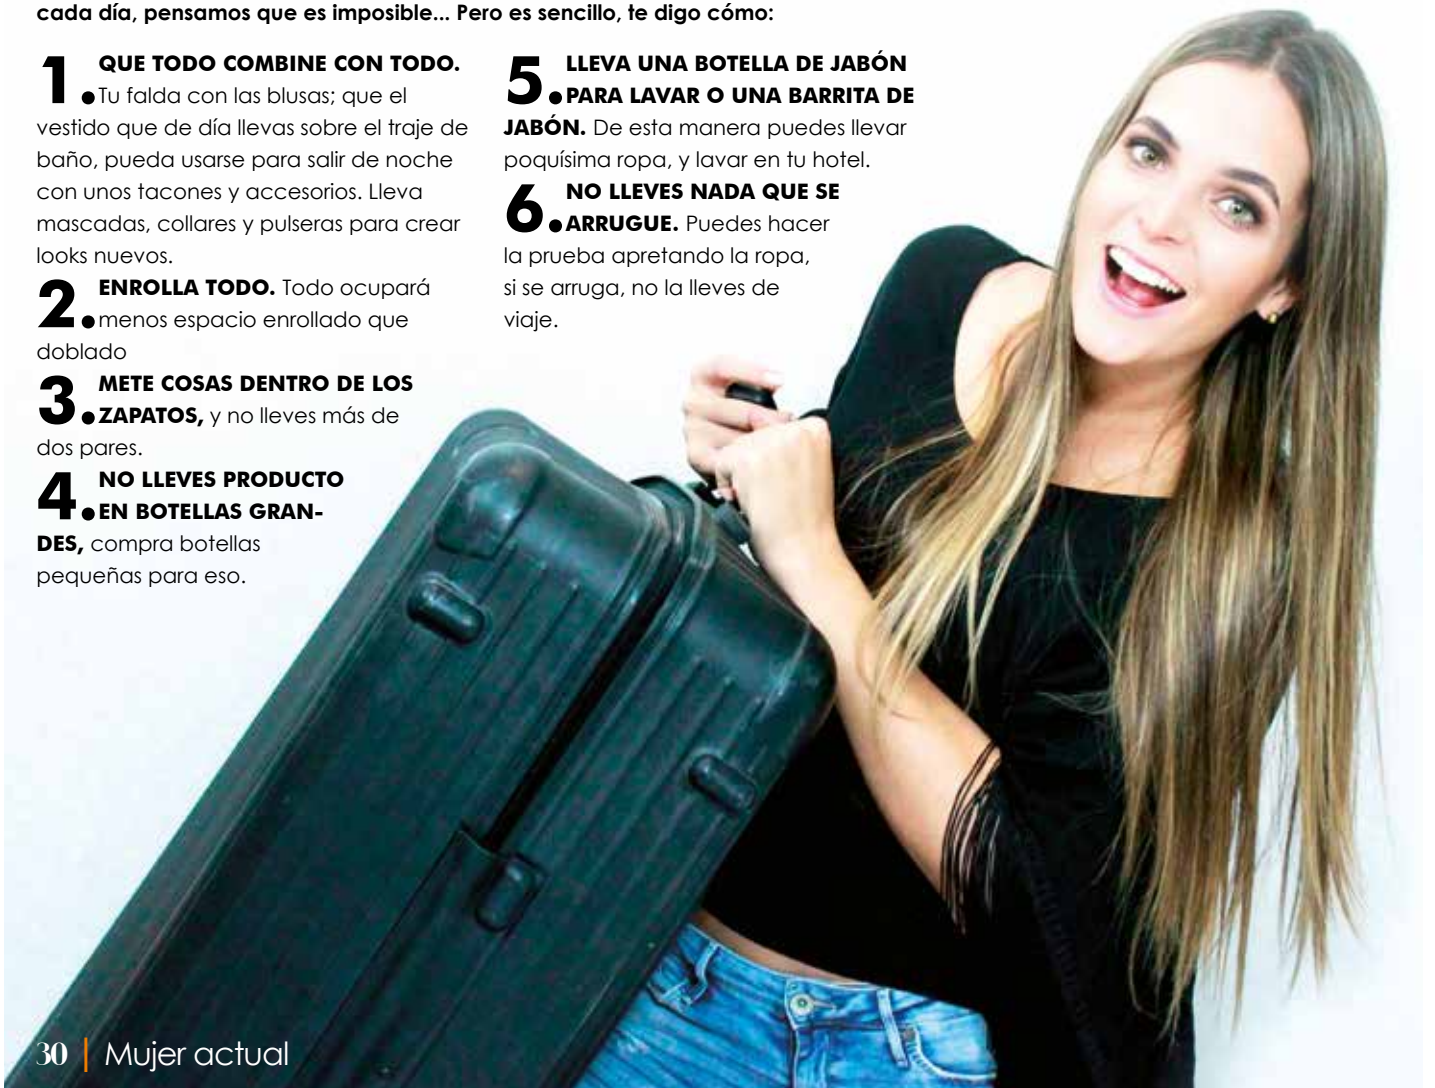 cada día, pensamos que es imposible... Pero es sencillo, te digo cómo:
1. QUE TODO COMBINE CON TODO.
Tu falda con las blusas; que el
vestido que de día llevas sobre el traje de
baño, pueda usarse para salir de noche
con unos tacones y accesorios. Lleva
mascadas, collares y pulseras para crear
looks nuevos.
2. ENROLLA TODO. Todo ocupará
menos espacio enrollado que
doblado
3. METE COSAS DENTRO DE LOS
ZAPATOS, y no lleves más de
dos pares.
4. NO LLEVES PRODUCTO
EN BOTELLAS GRAN-
DES, compra botellas
pequeñas para eso.
5. LLEVA UNA BOTELLA DE JABÓN
PARA LAVAR O UNA BARRITA DE
JABÓN. De esta manera puedes llevar
poquísima ropa, y lavar en tu hotel.
6. NO LLEVES NADA QUE SE
ARRUGUE. Puedes hacer
la prueba apretando la ropa,
si se arruga, no la lleves de
viaje.
30 | Mujer actual